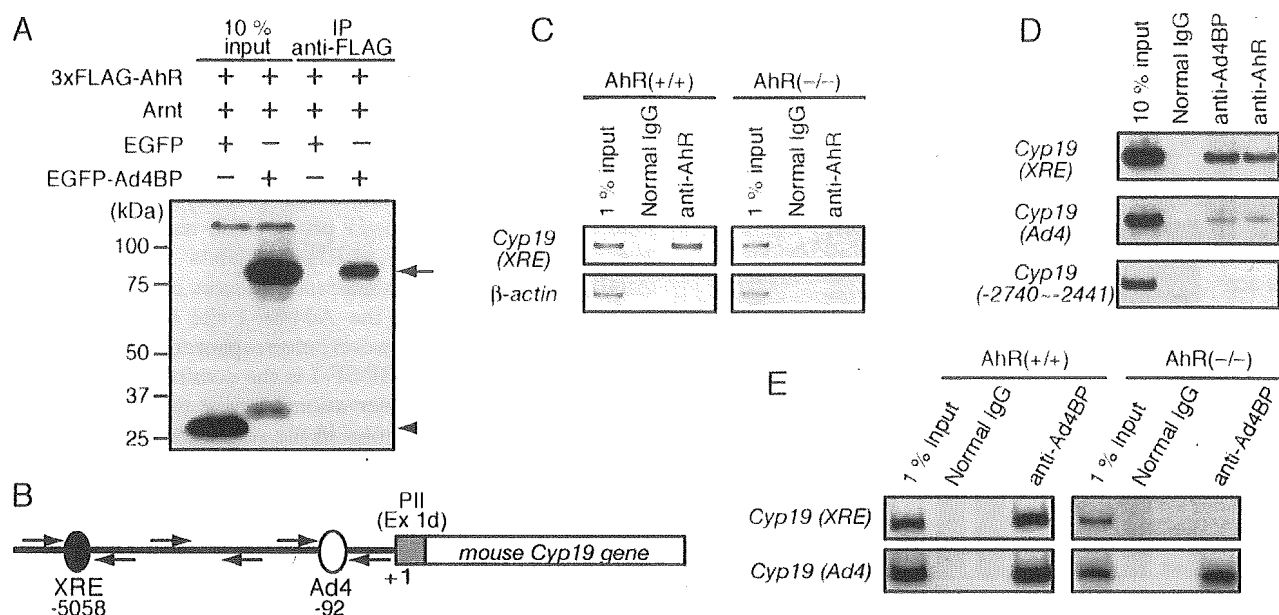 A
10 %
input
IP
anti-FLAG
3xFLAG-AhR + + + +
Arnt + + + +
EGFP + − + −
EGFP-Ad4BP − + − +
(kDa)
100
75
50
37
25
B
PII
(Ex 1d)
mouse Cyp19 gene
+1
XRE
-5058
Ad4
-92
C
AhR(+/+)
AhR(−/−)
1 % input
Normal IgG
anti-AhR
1 % input
Normal IgG
anti-AhR
Cyp19
(XRE)
β-actin
D
10 % input
Normal IgG
anti-Ad4BP
anti-AhR
Cyp19
(XRE)
Cyp19
(Ad4)
Cyp19
(-2740~-2441)
E
AhR(+/+)
AhR(−/−)
1 % Input
Normal IgG
anti-Ad4BP
1 % Input
Normal IgG
anti-Ad4BP
Cyp19 (XRE)
Cyp19 (Ad4)